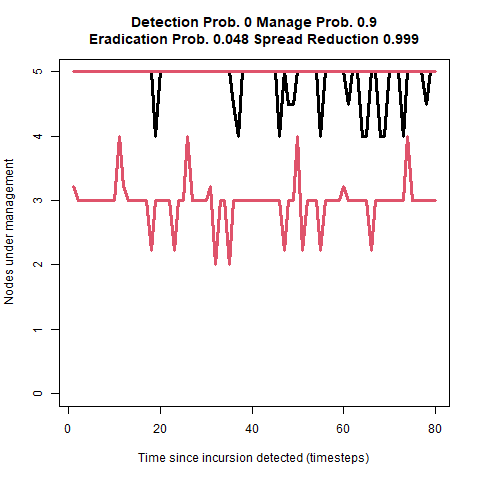 Detection Prob. 0 Manage Prob. 0.9
Eradication Prob. 0.048 Spread Reduction 0.999
Nodes under management
5
4
3
2
1
0
0 20 40 60 80
Time since incursion detected (timesteps)